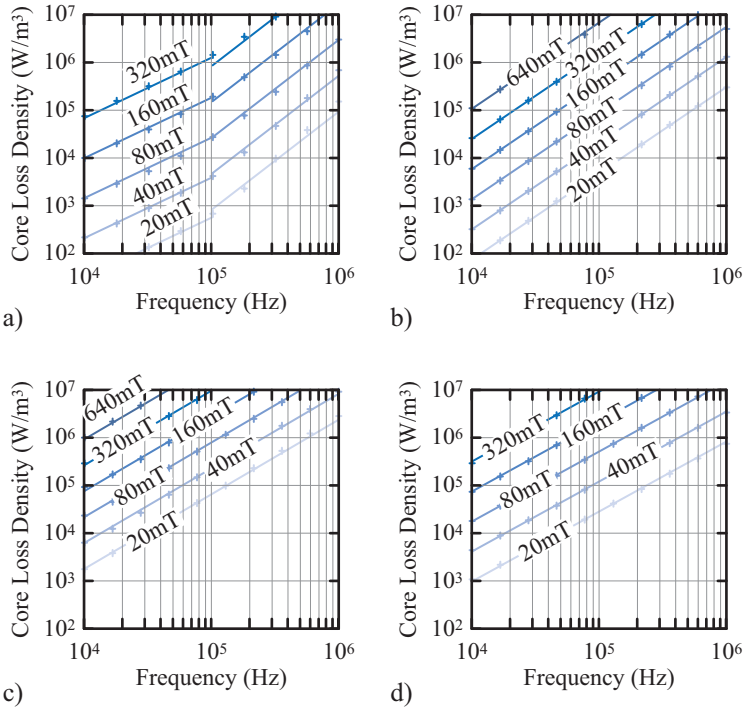 Core Loss Density (W/m³)
10⁷
10⁶
10⁵
10⁴
10³
10²
320mT
160mT
80mT
40mT
20mT
10⁴
10⁵
10⁶
Frequency (Hz)
a)
Core Loss Density (W/m³)
10⁷
10⁶
10⁵
10⁴
10³
10²
640mT
320mT
160mT
80mT
40mT
20mT
10⁴
10⁵
10⁶
Frequency (Hz)
b)
Core Loss Density (W/m³)
10⁷
10⁶
10⁵
10⁴
10³
10²
640mT
320mT
160mT
80mT
40mT
20mT
10⁴
10⁵
10⁶
Frequency (Hz)
c)
Core Loss Density (W/m³)
10⁷
10⁶
10⁵
10⁴
10³
10²
320mT
160mT
80mT
40mT
20mT
10⁴
10⁵
10⁶
Frequency (Hz)
d)